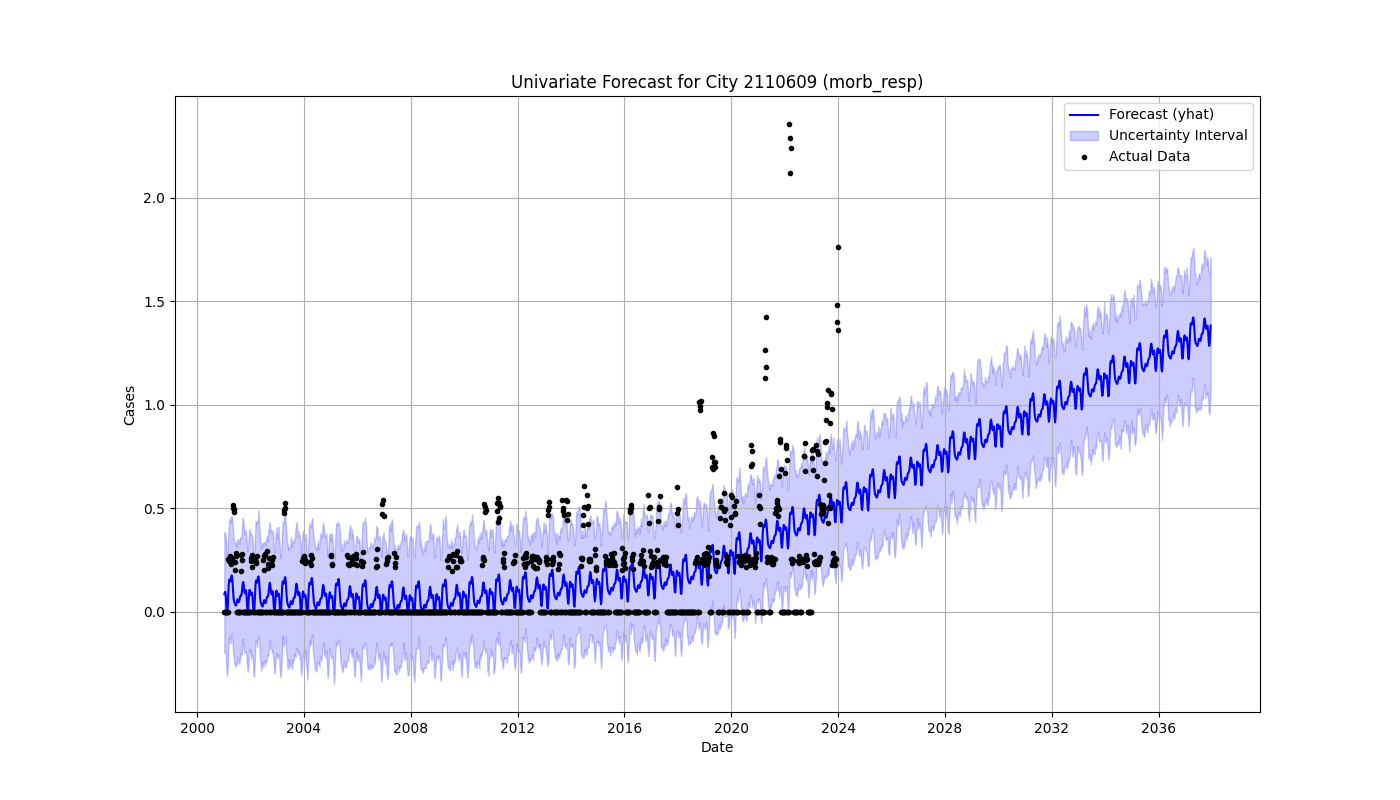 Univariate Forecast for City 2110609 (morb_resp)
Forecast (yhat)
Uncertainty Interval
Actual Data
Cases
2.0
1.5
1.0
0.5
0.0
2000 2004 2008 2012 2016 2020 2024 2028 2032 2036
Date